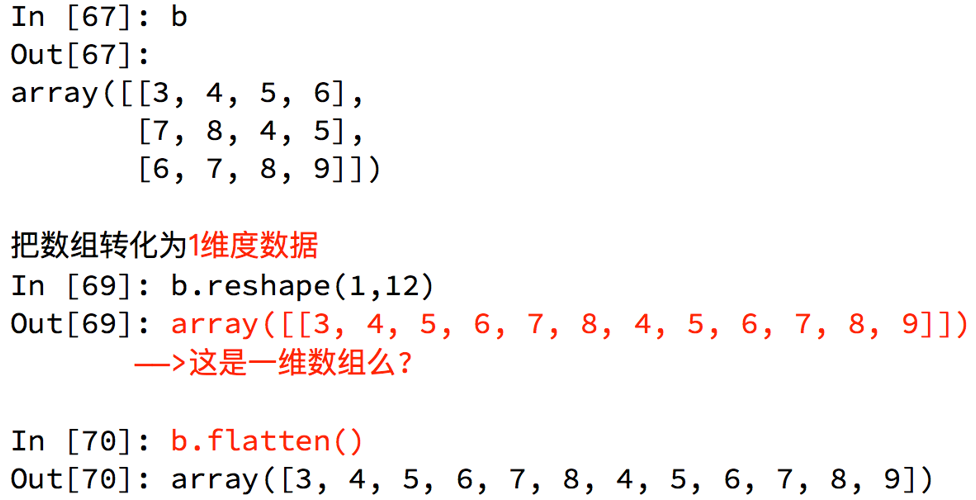 In [67]: b
Out[67]:
array([[3, 4, 5, 6],
       [7, 8, 4, 5],
       [6, 7, 8, 9]])
把数组转化为1维度数据
In [69]: b.reshape(1,12)
Out[69]: array([[3, 4, 5, 6, 7, 8, 4, 5, 6, 7, 8, 9]])
——>这是一维数组么?
In [70]: b.flatten()
Out[70]: array([3, 4, 5, 6, 7, 8, 4, 5, 6, 7, 8, 9])